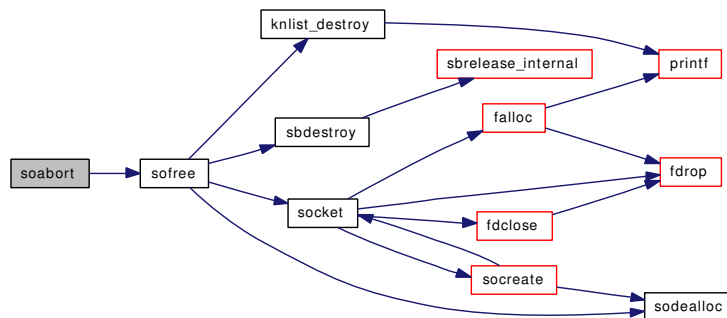 knlist_destroy
sbrelease_internal
printf
falloc
sbdestroy
soabort
sofree
fdrop
socket
fdclose
socreate
sodealloc